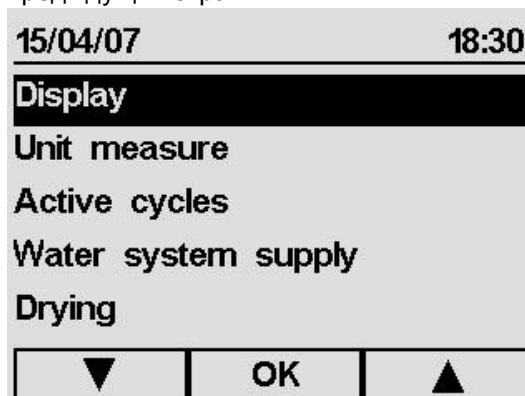 15/04/07 18:30
Display
Unit measure
Active cycles
Water system supply
Drying
▼ OK ▲